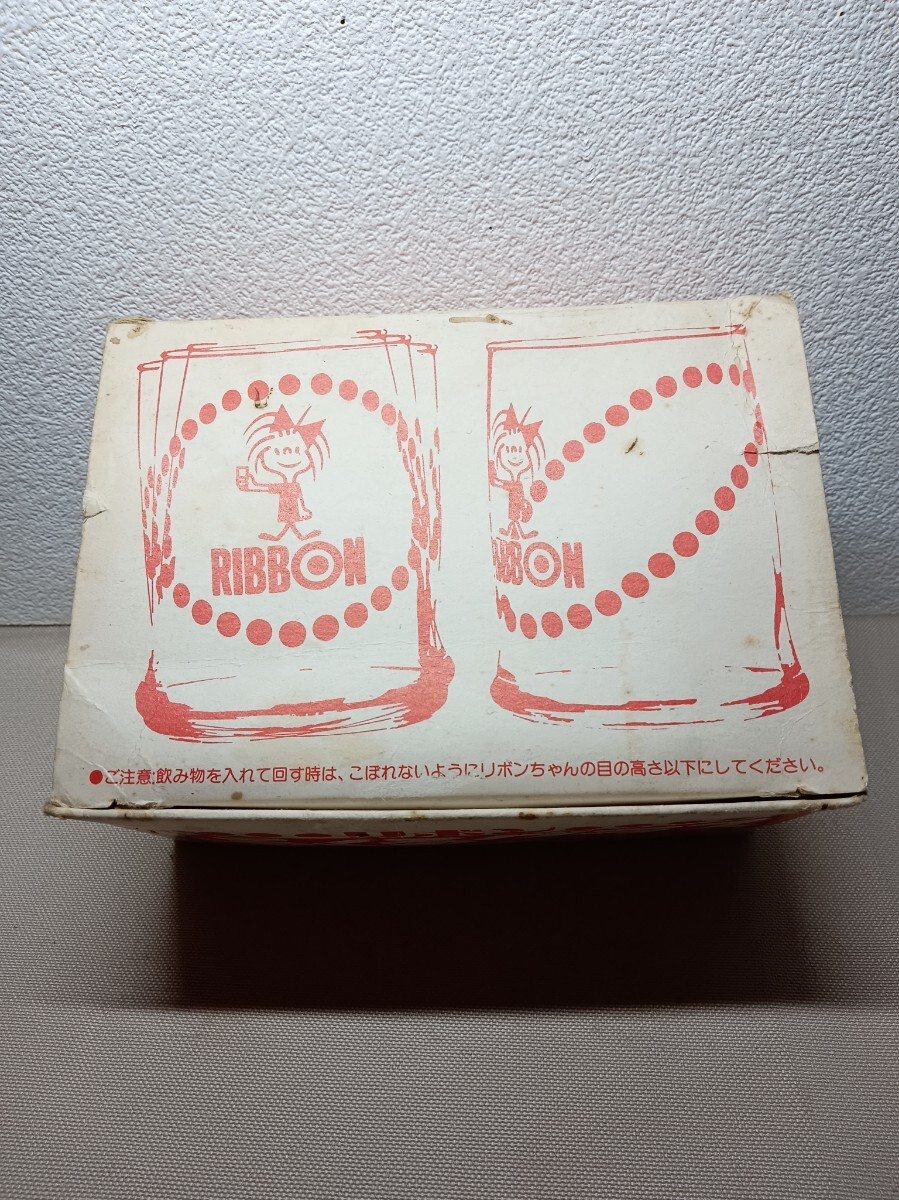 RIBBON
BBON
●ご注意:飲み物を入れて回す時は、こぼれないようにリボンちゃんの目の高さ以下にしてください。